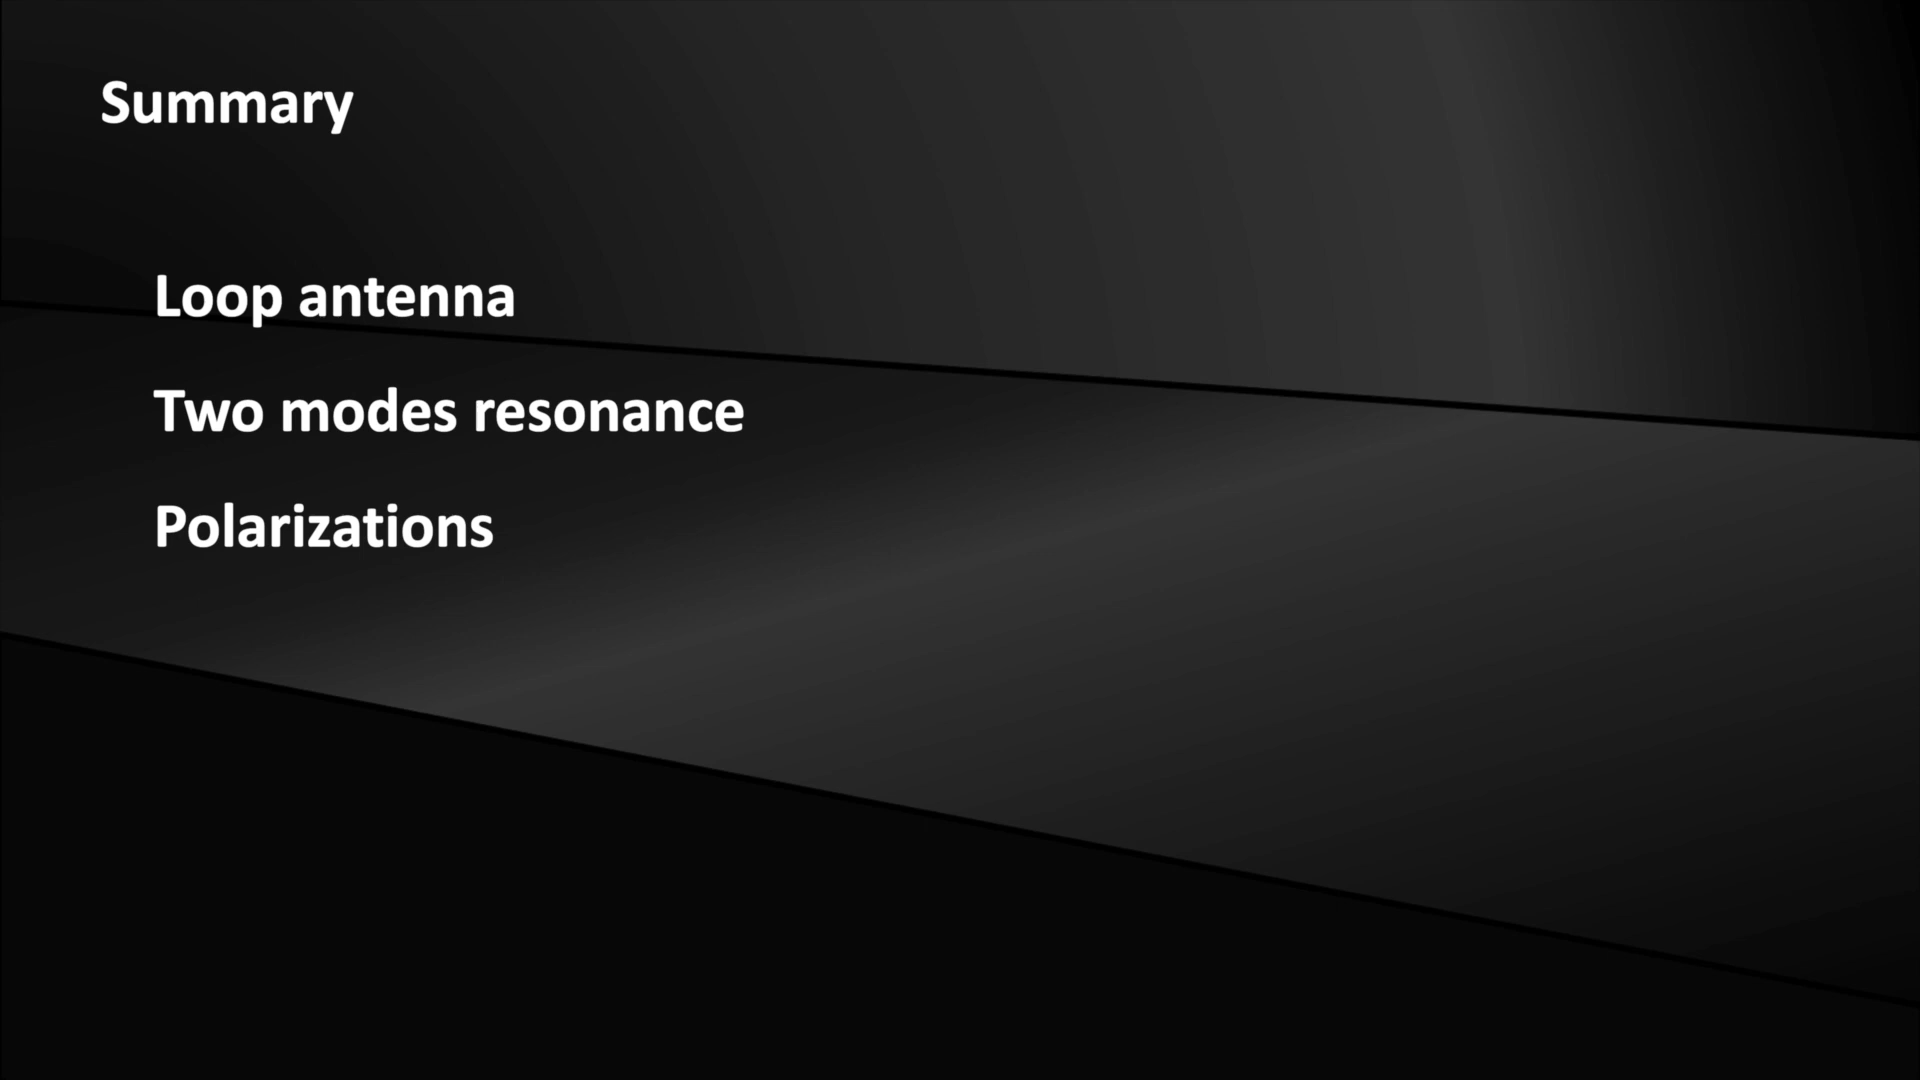 Summary
Loop antenna
Two modes resonance
Polarizations